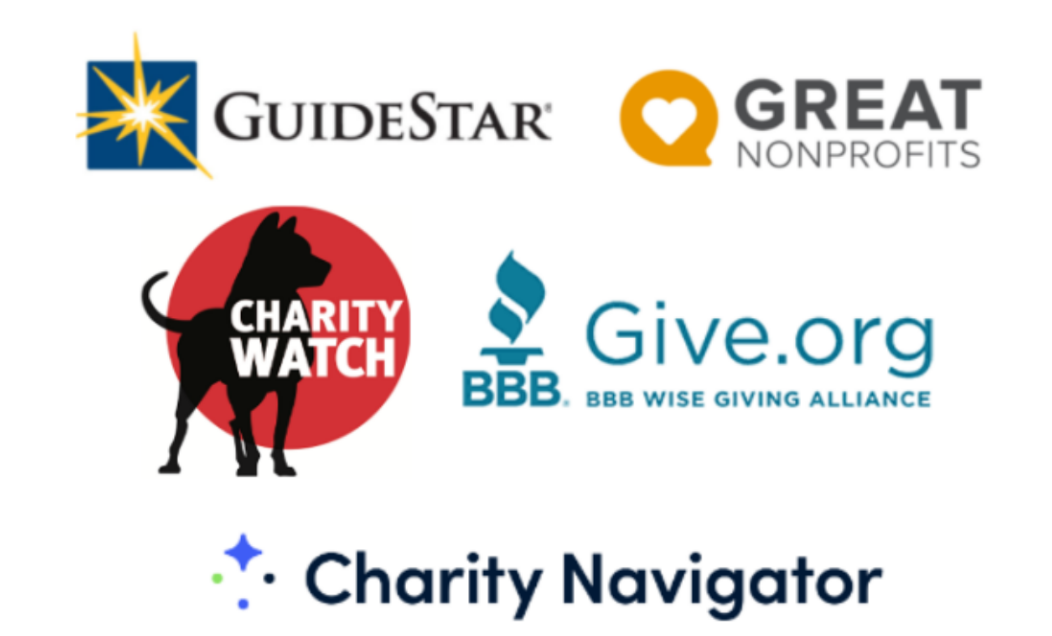 GUIDESTAR®
GREAT
NONPROFITS
CHARITY
WATCH
Give.org
BBB.
BBB WISE GIVING ALLIANCE
Charity Navigator